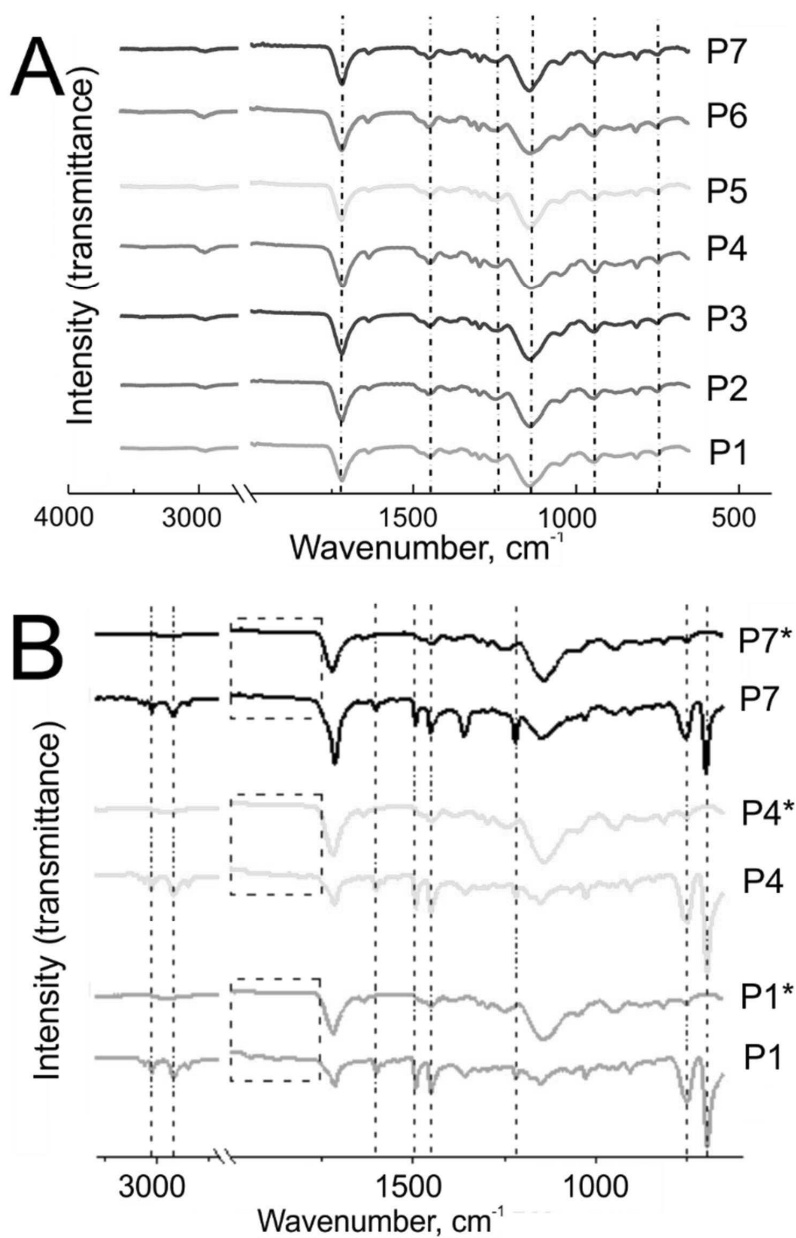 A
P7
P6
P5
P4
P3
P2
P1
Intensity (transmittance)
4000 3000 1500 1000 500
Wavenumber, cm-1
B
P7*
P7
P4*
P4
P1*
P1
Intensity (transmittance)
3000 1500 1000
Wavenumber, cm-1